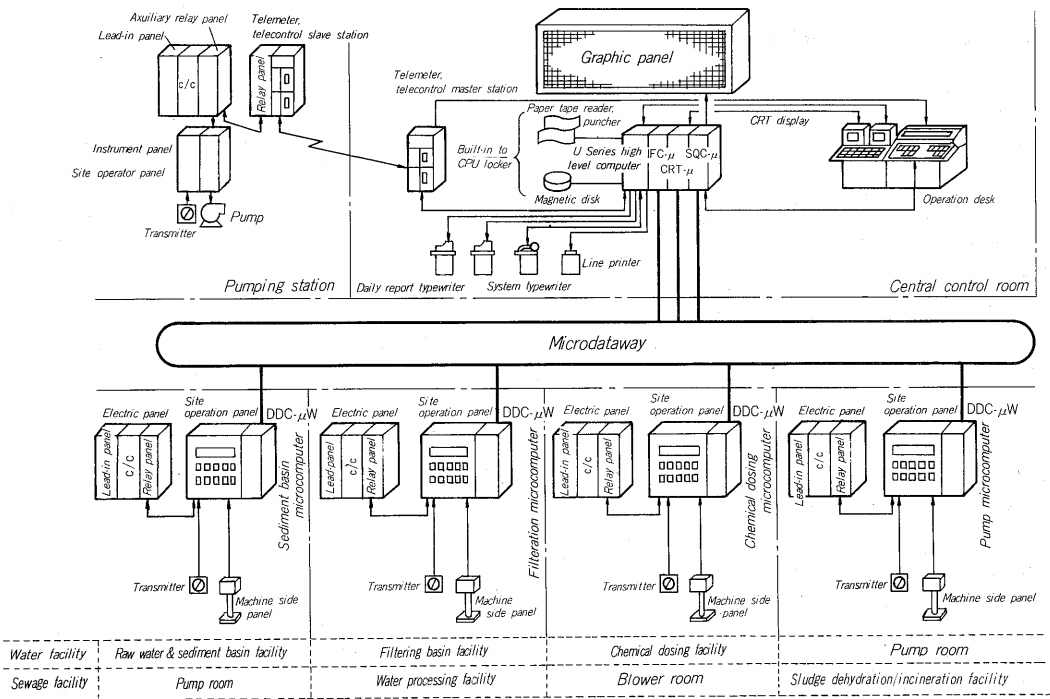 Axuiliary relay panel
Lead-in panel
c/c
Telemeter,
telecontrol slave station
Relay panel
Instrument panel
Site operator panel
Pump
Transmitter
Pumping station
Graphic panel
Telemeter,
telecontrol master station
Paper tape reader,
puncher
Built-in to
CPU locker
U Series high
level computer
IFC-μ
SQC-μ
CRT-μ
Magnetic disk
CRT display
Operation desk
Line printer
Daily report typewriter
System typewriter
Central control room
Microdataway
Electric panel
Site
operation panel
DDC-μW
Lead-in panel
c/c
Relay panel
Sediment basin
microcomputer
Transmitter
Machine side
panel
Electric panel
Site
operation panel
DDC-μW
Lead-panel
c/c
Relay panel
Filteration microcomputer
Transmitter
Machine
side panel
Electric panel
Site
operation panel
DDC-μW
Lead-in panel
c/c
Relay panel
Chemical dosing
microcomputer
Transmitter
Machine side
panel
Electric panel
Site
operation panel
DDC-μW
Lead-in panel
c/c
Relay panel
Pump microcomputer
Transmitter
Machine
side panel
Water facility
Raw water & sediment basin facility
Filtering basin facility
Chemical dosing facility
Pump room
Sewage facility
Pump room
Water processing facility
Blower room
Sludge dehydration/incineration facility